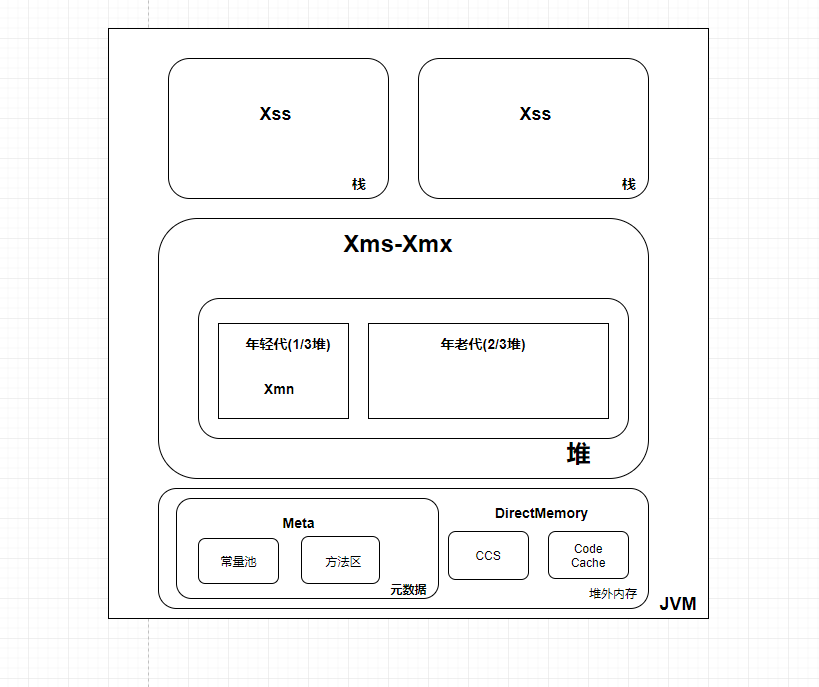 Xss
栈
Xss
栈
Xms-Xmx
年轻代(1/3堆)
Xmn
年老代(2/3堆)
堆
Meta
常量池
方法区
元数据
DirectMemory
CCS
Code
Cache
堆外内存
JVM